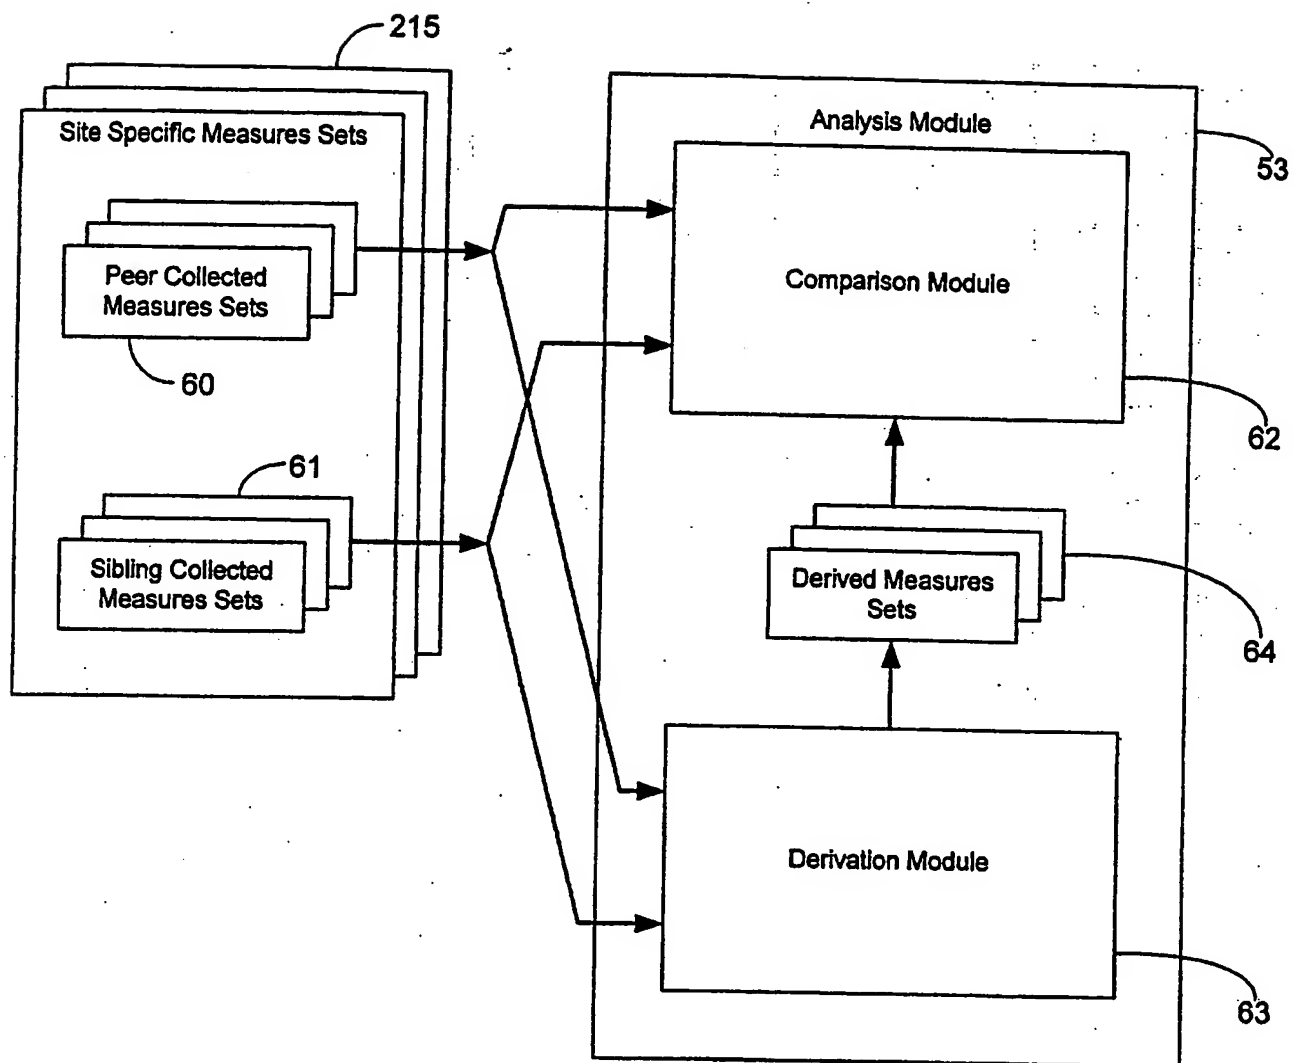 215
Site Specific Measures Sets
Analysis Module
53
Peer Collected
Measures Sets
Comparison Module
60
62
61
Sibling Collected
Measures Sets
Derived Measures
Sets
64
Derivation Module
63